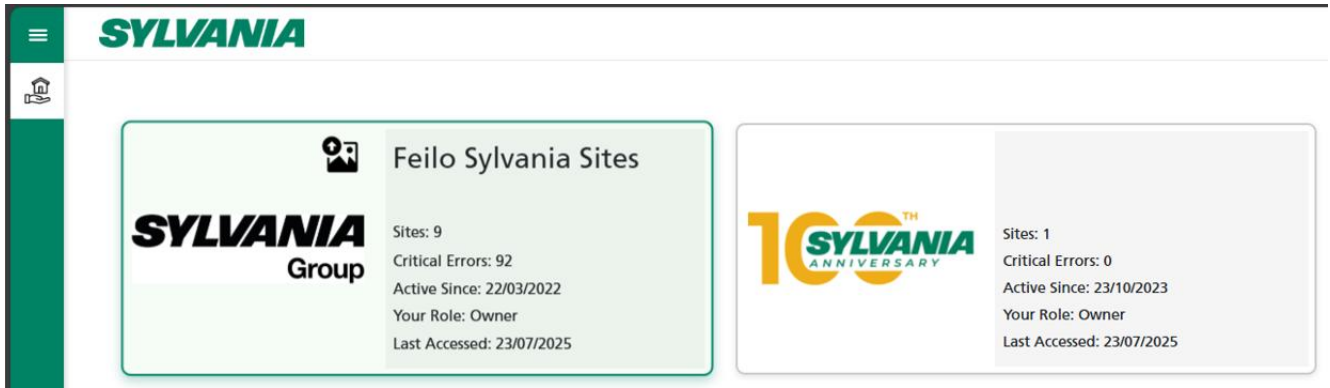 SYLVANIA
Feilo Sylvania Sites
SYLVANIA
Group
Sites: 9
Critical Errors: 92
Active Since: 22/03/2022
Your Role: Owner
Last Accessed: 23/07/2025
100TH
SYLVANIA
ANNIVERSARY
Sites: 1
Critical Errors: 0
Active Since: 23/10/2023
Your Role: Owner
Last Accessed: 23/07/2025